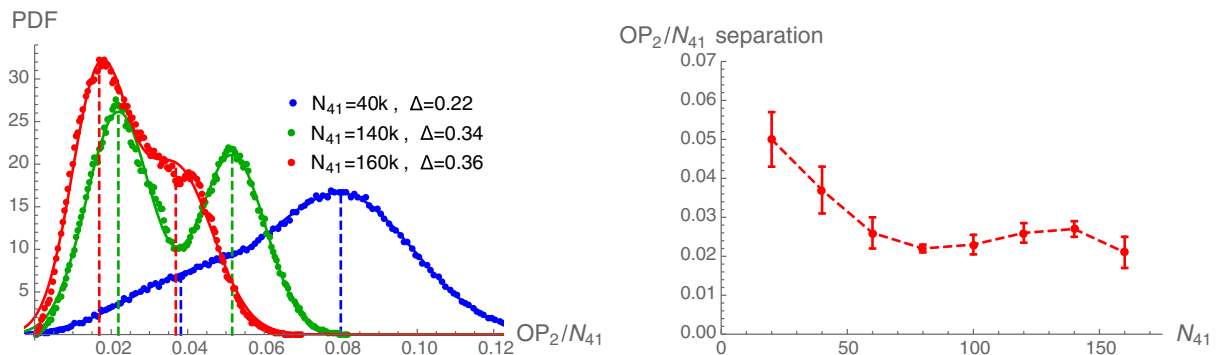 PDF
30
25
20
15
10
5
0.02 0.04 0.06 0.08 0.10 0.12
OP₂/N₄₁
N₄₁=40k , Δ=0.22
N₄₁=140k , Δ=0.34
N₄₁=160k , Δ=0.36
OP₂/N₄₁ separation
0.07
0.06
0.05
0.04
0.03
0.02
0.01
0.00
0 50 100 150
N₄₁